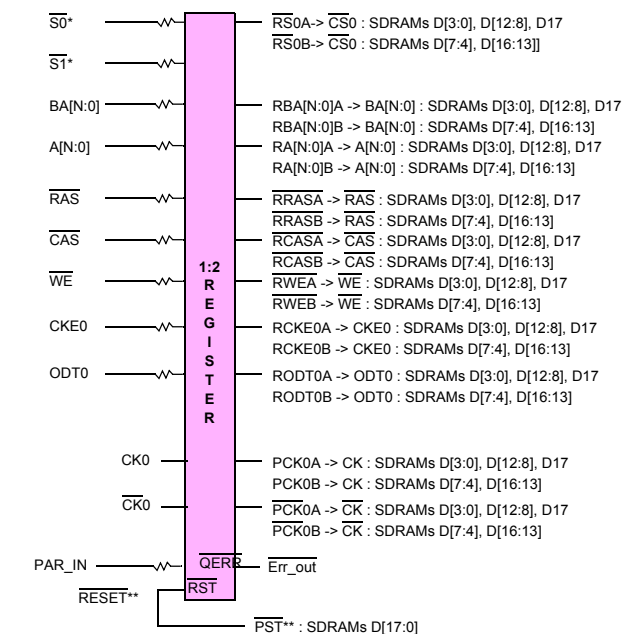 S0*
RS0A-> CS0 : SDRAMs D[3:0], D[12:8], D17
RS0B-> CS0 : SDRAMs D[7:4], D[16:13]]
S1*
BA[N:0]
RBA[N:0]A -> BA[N:0] : SDRAMs D[3:0], D[12:8], D17
RBA[N:0]B -> BA[N:0] : SDRAMs D[7:4], D[16:13]
A[N:0]
RA[N:0]A -> A[N:0] : SDRAMs D[3:0], D[12:8], D17
RA[N:0]B -> A[N:0] : SDRAMs D[7:4], D[16:13]
RAS
RRASA -> RAS : SDRAMs D[3:0], D[12:8], D17
RRASB -> RAS : SDRAMs D[7:4], D[16:13]
CAS
RCASA -> CAS : SDRAMs D[3:0], D[12:8], D17
RCASB -> CAS : SDRAMs D[7:4], D[16:13]
WE
RWEA -> WE : SDRAMs D[3:0], D[12:8], D17
RWEB -> WE : SDRAMs D[7:4], D[16:13]
CKE0
RCKE0A -> CKE0 : SDRAMs D[3:0], D[12:8], D17
RCKE0B -> CKE0 : SDRAMs D[7:4], D[16:13]
ODT0
RODT0A -> ODT0 : SDRAMs D[3:0], D[12:8], D17
RODT0B -> ODT0 : SDRAMs D[7:4], D[16:13]
1:2
R
E
G
I
S
T
E
R
CK0
PCK0A -> CK : SDRAMs D[3:0], D[12:8], D17
PCK0B -> CK : SDRAMs D[7:4], D[16:13]
CK0
PCK0A -> CK : SDRAMs D[3:0], D[12:8], D17
PCK0B -> CK : SDRAMs D[7:4], D[16:13]
PAR_IN
QERR
Err_out
RESET**
RST
PST** : SDRAMs D[17:0]